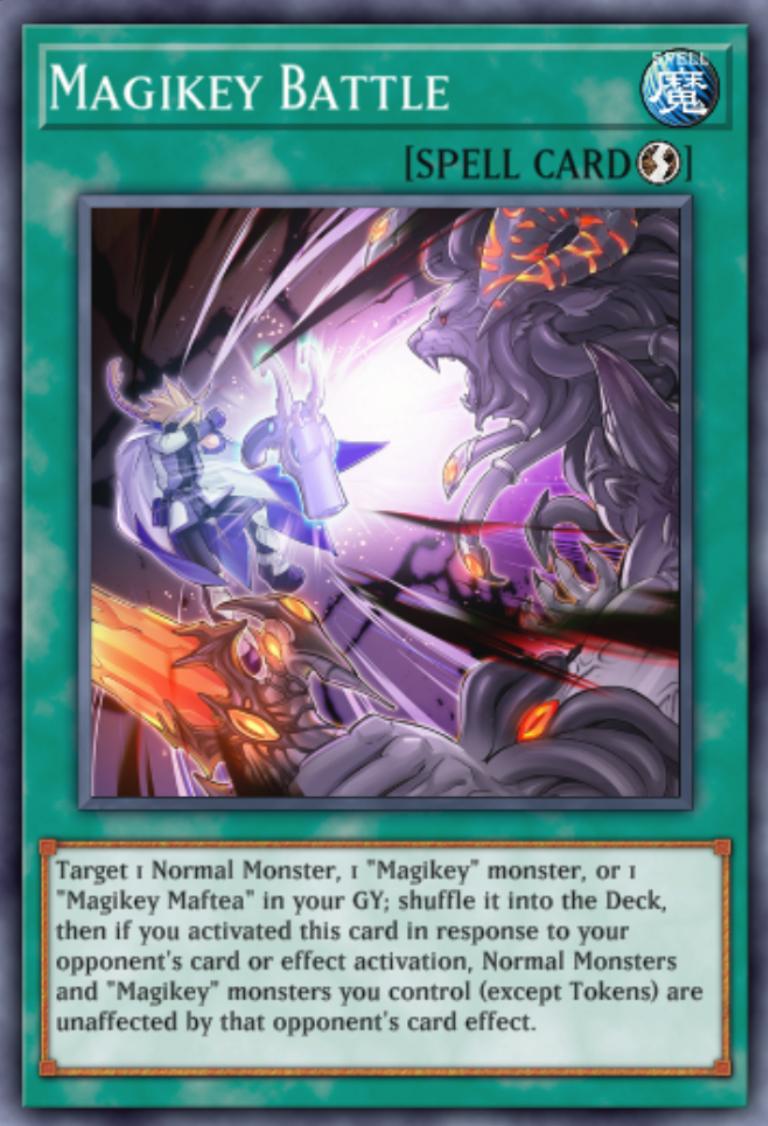 Magikey Battle
SPELL
魔
[SPELL CARD]
Target 1 Normal Monster, 1 "Magikey" monster, or 1
"Magikey Maftea" in your GY; shuffle it into the Deck,
then if you activated this card in response to your
opponent's card or effect activation, Normal Monsters
and "Magikey" monsters you control (except Tokens) are
unaffected by that opponent's card effect.